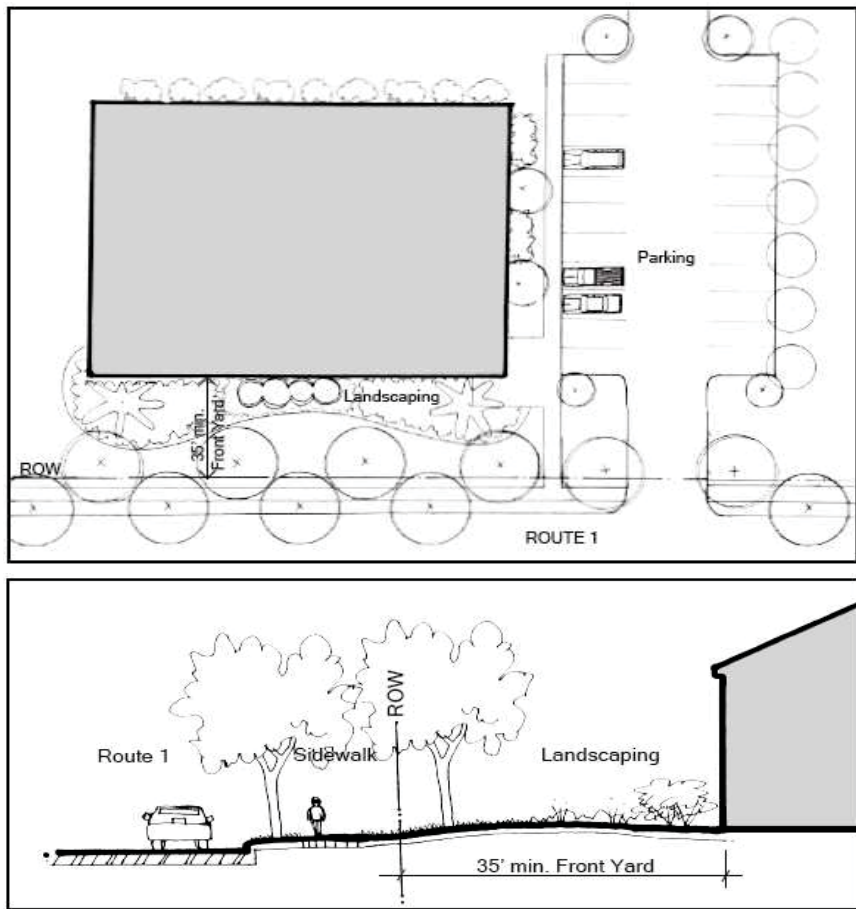 Parking
Landscaping
35' min.
Front Yard
ROW
ROUTE 1
ROW
Route 1
Sidewalk
Landscaping
35' min. Front Yard